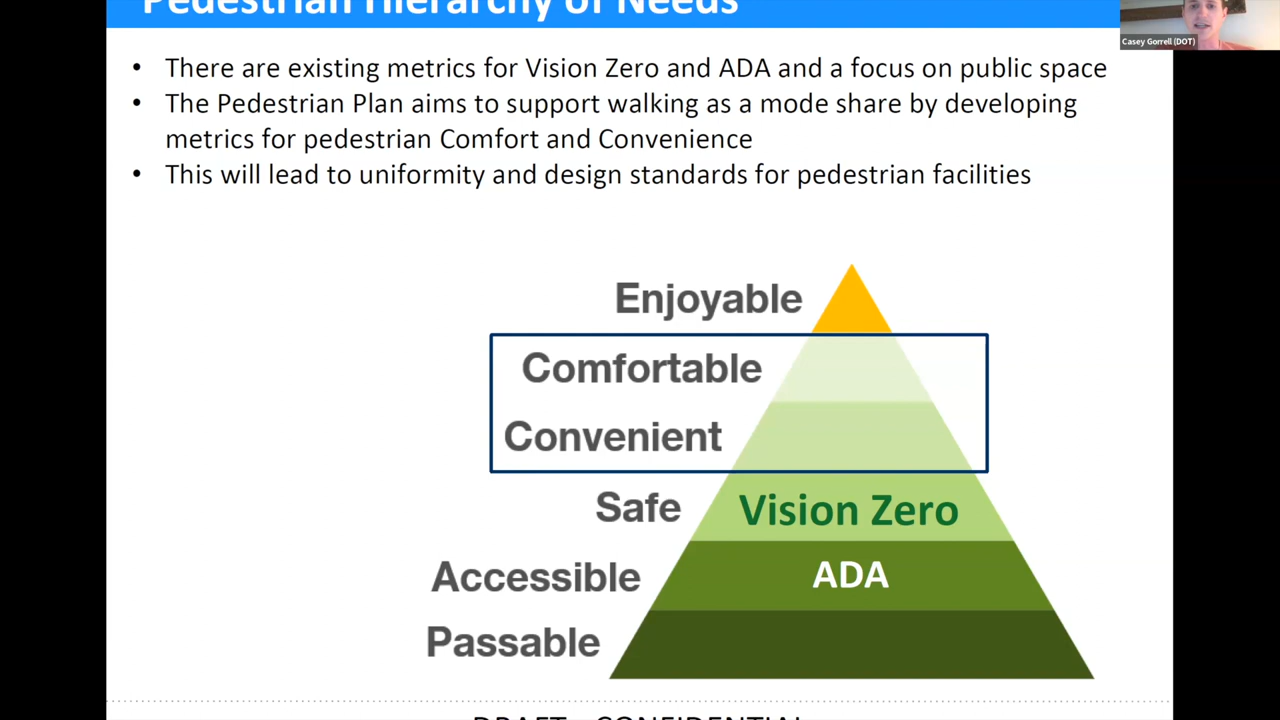 Pedestrian Hierarchy of Needs
Casey Gorrell (DOT)
• There are existing metrics for Vision Zero and ADA and a focus on public space
• The Pedestrian Plan aims to support walking as a mode share by developing
metrics for pedestrian Comfort and Convenience
• This will lead to uniformity and design standards for pedestrian facilities
Enjoyable
Comfortable
Convenient
Safe Vision Zero
Accessible ADA
Passable
DRAFT - CONFIDENTIAL